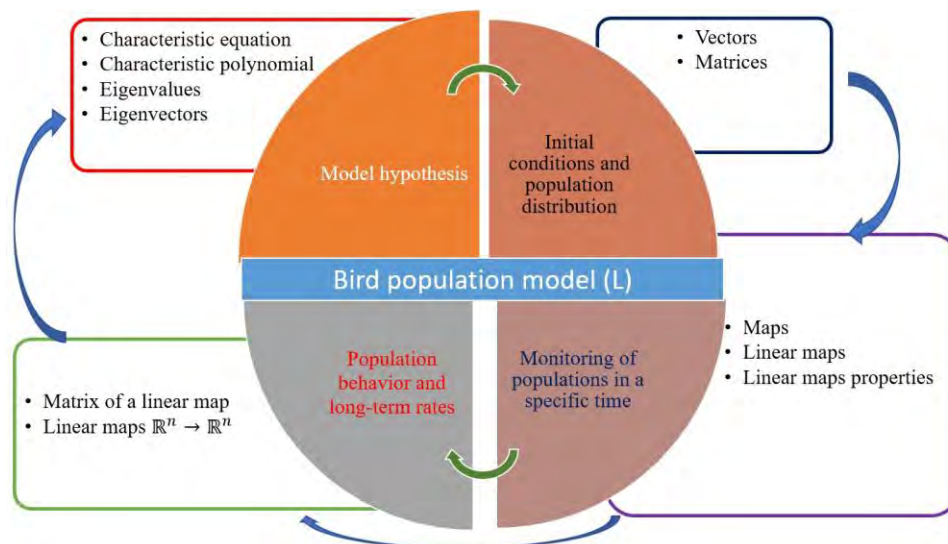 • Characteristic equation
• Characteristic polynomial
• Eigenvalues
• Eigenvectors
• Vectors
• Matrices
Model hypothesis
Initial
conditions and
population
distribution
Bird population model (L)
Population
behavior and
long-term rates
Monitoring of
populations in a
specific time
• Maps
• Linear maps
• Linear maps properties
• Matrix of a linear map
• Linear maps ℝⁿ → ℝⁿ